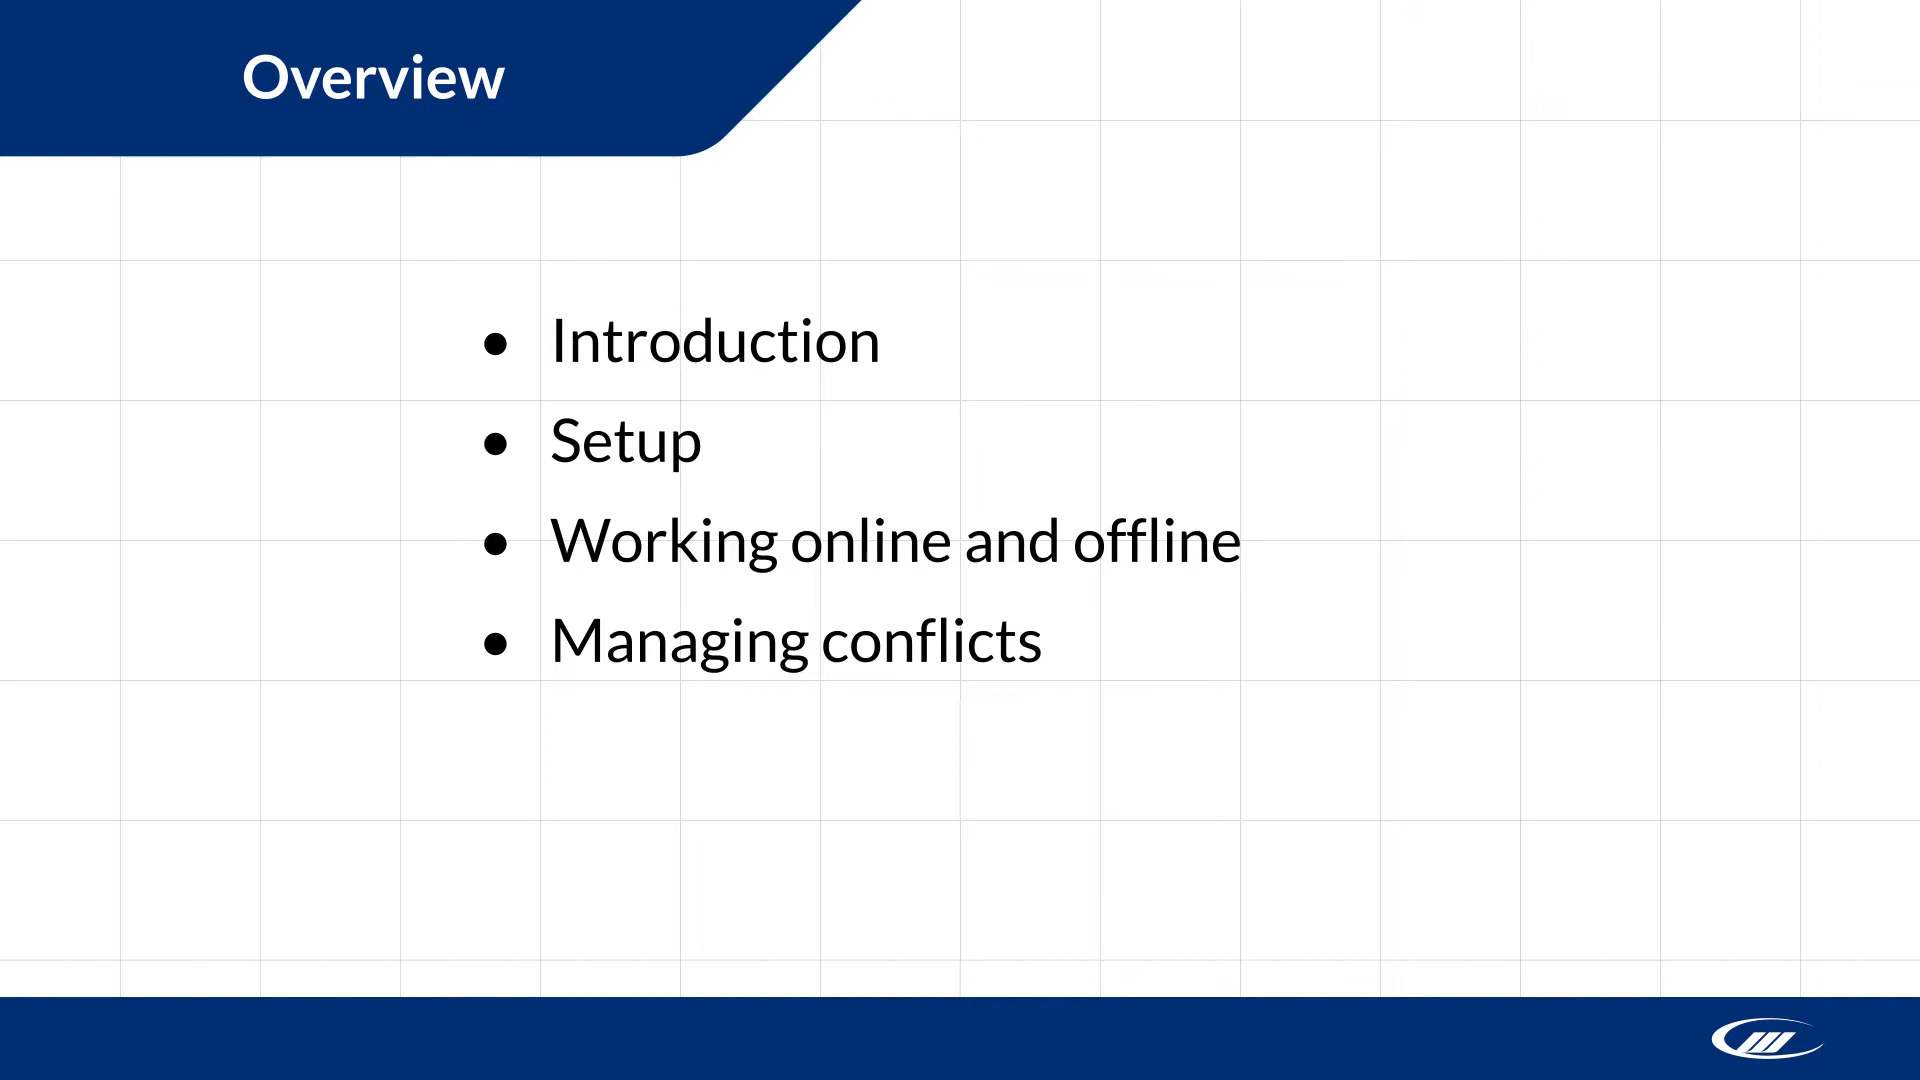 Overview
● Introduction
● Setup
● Working online and offline
● Managing conflicts